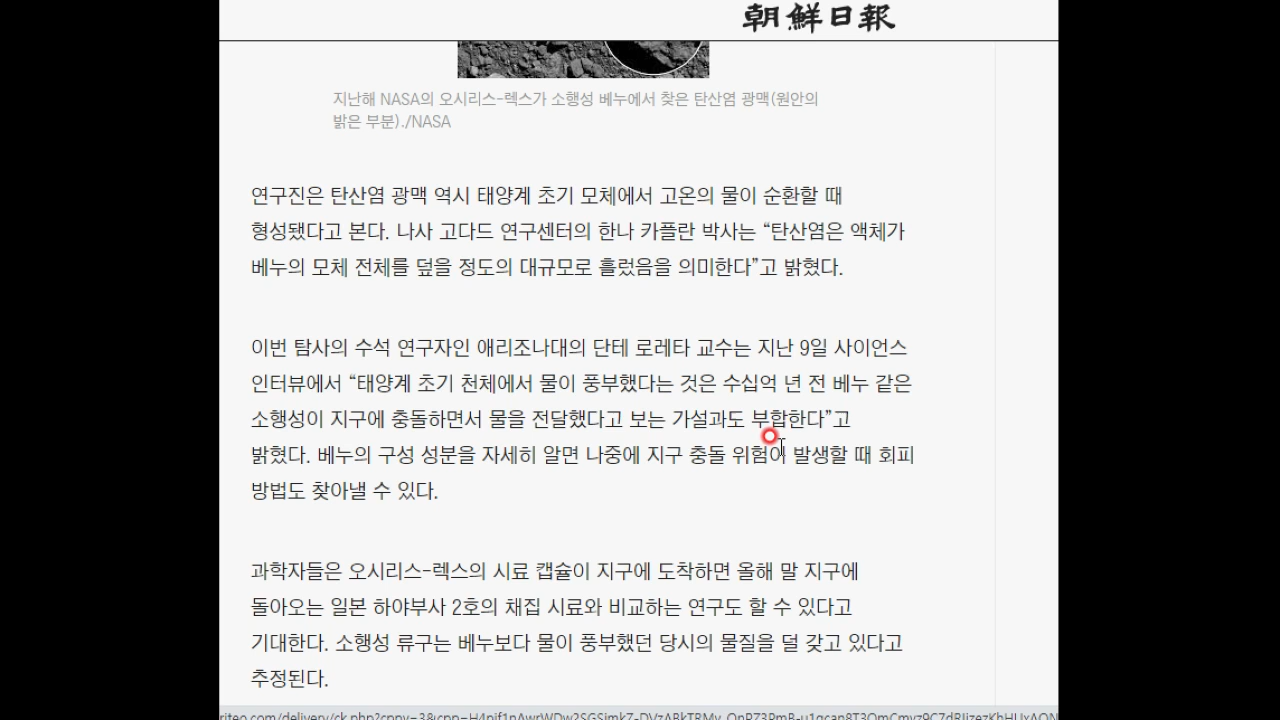 朝鮮日報
지난해 NASA의 오시리스-렉스가 소행성 베누에서 찾은 탄산염 광맥(원안의
밝은 부분)./NASA
연구진은 탄산염 광맥 역시 태양계 초기 모체에서 고온의 물이 순환할 때
형성됐다고 본다. 나사 고다드 연구센터의 한나 카플란 박사는 “탄산염은 액체가
베누의 모체 전체를 덮을 정도의 대규모로 흘렀음을 의미한다”고 밝혔다.
이번 탐사의 수석 연구자인 애리조나대의 단테 로레타 교수는 지난 9일 사이언스
인터뷰에서 “태양계 초기 천체에서 물이 풍부했다는 것은 수십억 년 전 베누 같은
소행성이 지구에 충돌하면서 물을 전달했다고 보는 가설과도 부합한다”고
밝혔다. 베누의 구성 성분을 자세히 알면 나중에 지구 충돌 위험이 발생할 때 회피
방법도 찾아낼 수 있다.
과학자들은 오시리스-렉스의 시료 캡슐이 지구에 도착하면 올해 말 지구에
돌아오는 일본 하야부사 2호의 채집 시료와 비교하는 연구도 할 수 있다고
기대한다. 소행성 류구는 베누보다 물이 풍부했던 당시의 물질을 덜 갖고 있다고
추정된다.